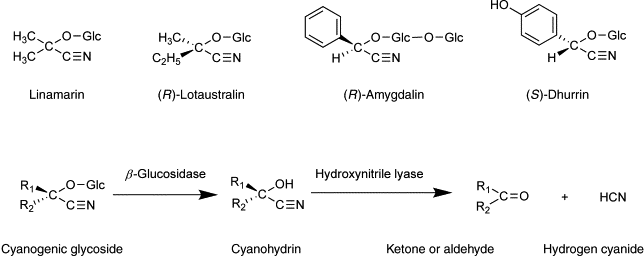 H₃C O–Glc
C
H₃C C≡N
Linamarin
H₃C O–Glc
C
C₂H₅ C≡N
(R)-Lotaustralin
O–Glc–O–Glc
C
H C≡N
(R)-Amygdalin
HO
O–Glc
C
H C≡N
(S)-Dhurrin
R₁ O–Glc
C
R₂ C≡N
Cyanogenic glycoside
β-Glucosidase
R₁ OH
C
R₂ C≡N
Cyanohydrin
Hydroxynitrile lyase
R₁
C=O
R₂
Ketone or aldehyde
+
HCN
Hydrogen cyanide